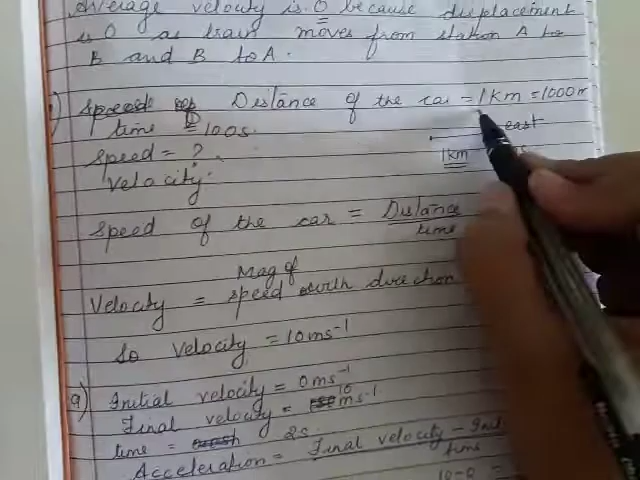 Average velocity is 0 because displacement
is 0 as train moves from station A to
B and B to A.
Distance of the car = 1km = 1000m
time = 100s. east
Speed = ? 1km
Velocity:
Speed of the car = Distance
time
Mag of
Velocity = speed with direction
So velocity = 10ms⁻¹
9) Initial velocity = 0ms⁻¹
Final velocity = 10 ms⁻¹
time = 2s
Acceleration = Final velocity -
time
10-0 =